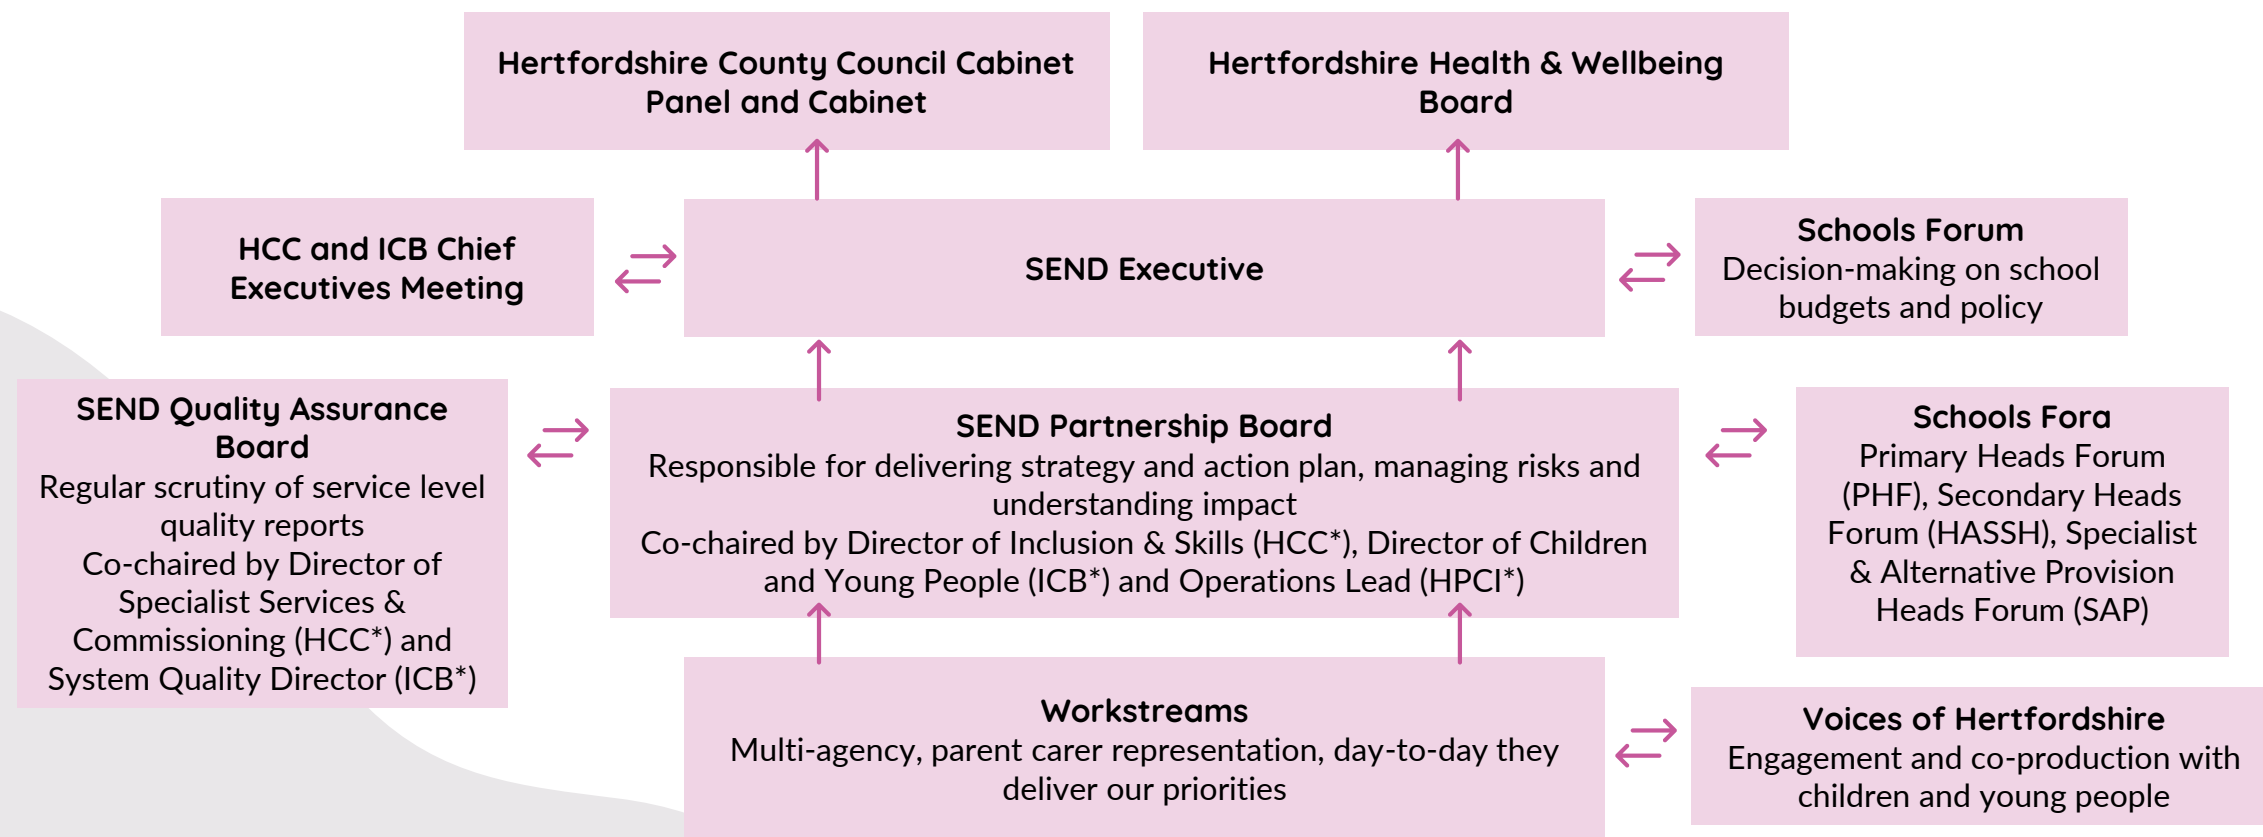 Hertfordshire County Council Cabinet
Panel and Cabinet
Hertfordshire Health & Wellbeing
Board
HCC and ICB Chief
Executives Meeting
SEND Executive
Schools Forum
Decision-making on school
budgets and policy
SEND Quality Assurance
Board
Regular scrutiny of service level
quality reports
Co-chaired by Director of
Specialist Services &
Commissioning (HCC*) and
System Quality Director (ICB*)
SEND Partnership Board
Responsible for delivering strategy and action plan, managing risks and
understanding impact
Co-chaired by Director of Inclusion & Skills (HCC*), Director of Children
and Young People (ICB*) and Operations Lead (HPCI*)
Schools Fora
Primary Heads Forum
(PHF), Secondary Heads
Forum (HASSH), Specialist
& Alternative Provision
Heads Forum (SAP)
Workstreams
Multi-agency, parent carer representation, day-to-day they
deliver our priorities
Voices of Hertfordshire
Engagement and co-production with
children and young people